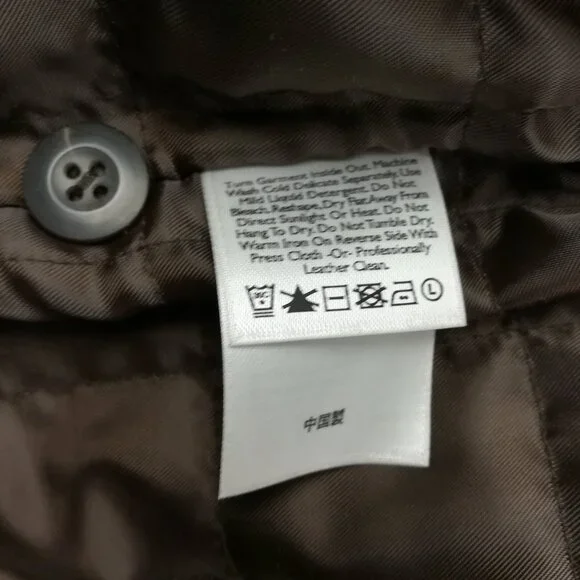 Turn Garment Inside Out, Machine
Wash Cold Delicate Separately, Use
Mild Liquid Detergent, Do Not
Bleach, Reshape, Dry Far Away From
Direct Sunlight Or Heat, Do Not
Hang To Dry. Do Not Tumble Dry.
Warm Iron On Reverse Side With
Press Cloth -Or- Professionally
Leather Clean.
30°C L
中国製